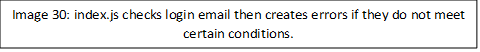 Image 30: index.js checks login email then creates errors if they do not meet
certain conditions.